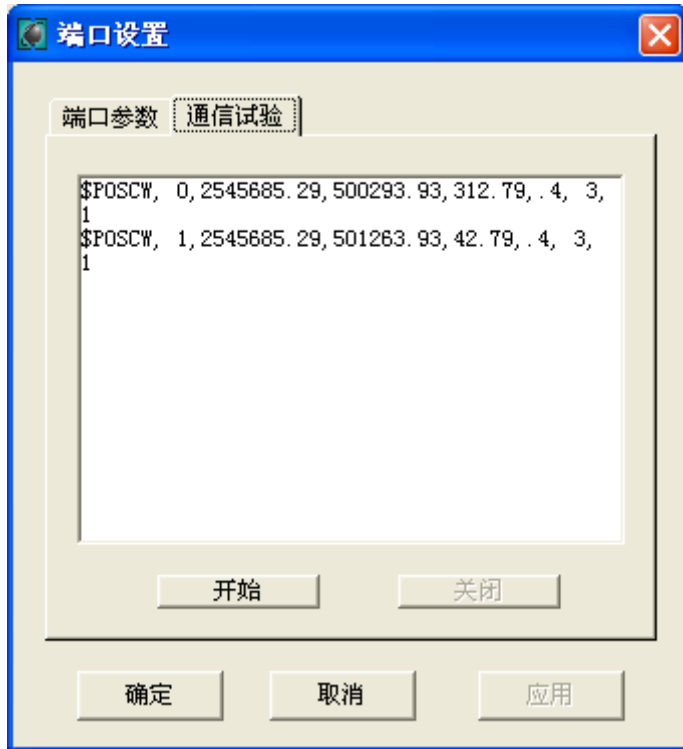 端口设置
端口参数 通信试验
$POSCW, 0,2545685.29,500293.93,312.79,.4, 3,
1
$POSCW, 1,2545685.29,501263.93,42.79,.4, 3,
1
开始 关闭
确定 取消 应用